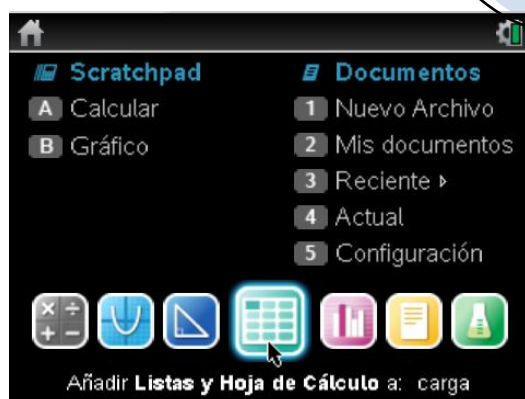 Scratchpad
A Calcular
B Gráfico
Documentos
1 Nuevo Archivo
2 Mis documentos
3 Reciente ▸
4 Actual
5 Configuración
Añadir Listas y Hoja de Cálculo a: carga